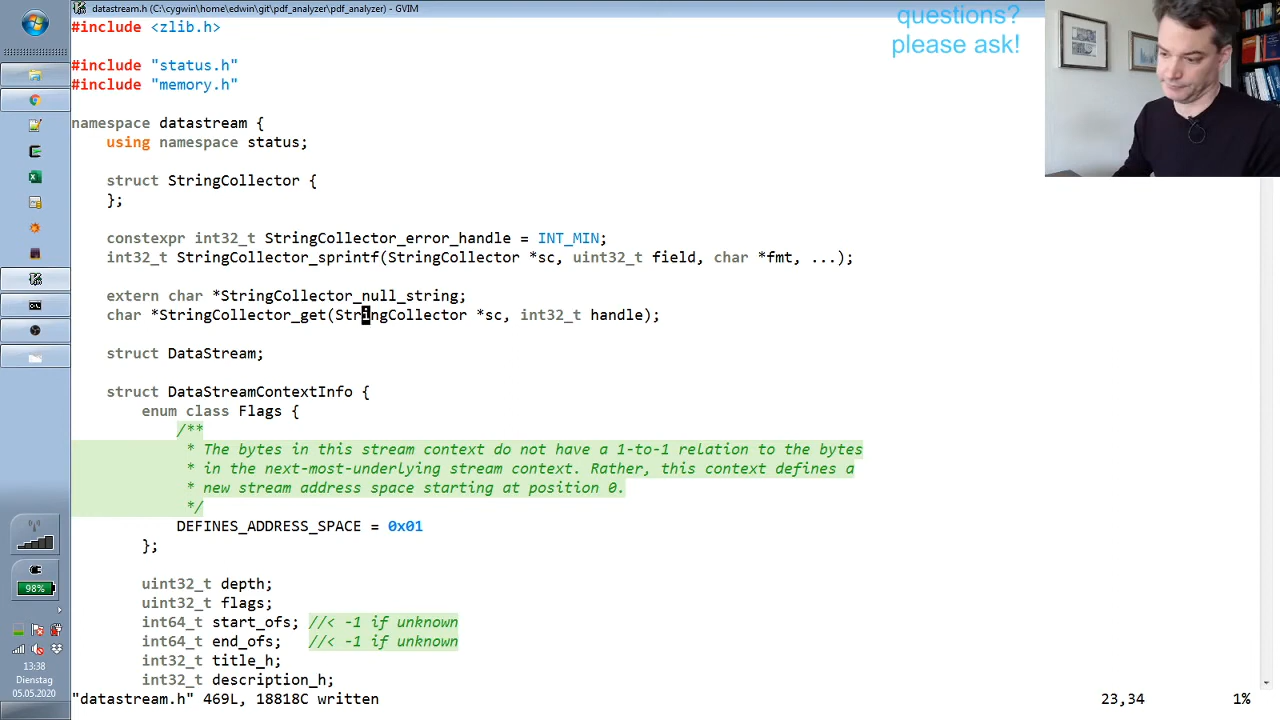 datastream.h (C:\cygwin\home\edwin\git\pdf_analyzer\pdf_analyzer) - GVIM
#include <zlib.h>
questions?
please ask!
#include "status.h"
#include "memory.h"
namespace datastream {
using namespace status;
struct StringCollector {
};
constexpr int32_t StringCollector_error_handle = INT_MIN;
int32_t StringCollector_sprintf(StringCollector *sc, uint32_t field, char *fmt, ...);
extern char *StringCollector_null_string;
char *StringCollector_get(StringCollector *sc, int32_t handle);
struct DataStream;
struct DataStreamContextInfo {
enum class Flags {
/**
* The bytes in this stream context do not have a 1-to-1 relation to the bytes
* in the next-most-underlying stream context. Rather, this context defines a
* new stream address space starting at position 0.
*/
DEFINES_ADDRESS_SPACE = 0x01
};
uint32_t depth;
uint32_t flags;
int64_t start_ofs; //< -1 if unknown
int64_t end_ofs; //< -1 if unknown
int32_t title_h;
int32_t description_h;
"datastream.h" 469L, 18818C written
23,34
1%
98%
13:38
Dienstag
05.05.2020